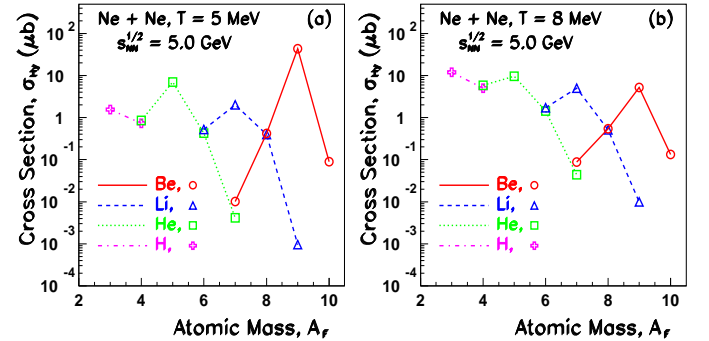 Ne + Ne, T = 5 MeV (a)
s_NN^1/2 = 5.0 GeV
Cross Section, σ_Hy (μb)
10^2
10
1
10^-1
10^-2
10^-3
10^-4
Be,
Li,
He,
H,
2 4 6 8 10
Atomic Mass, A_F
Ne + Ne, T = 8 MeV (b)
s_NN^1/2 = 5.0 GeV
Cross Section, σ_Hy (μb)
10^2
10
1
10^-1
10^-2
10^-3
10^-4
Be,
Li,
He,
H,
2 4 6 8 10
Atomic Mass, A_F